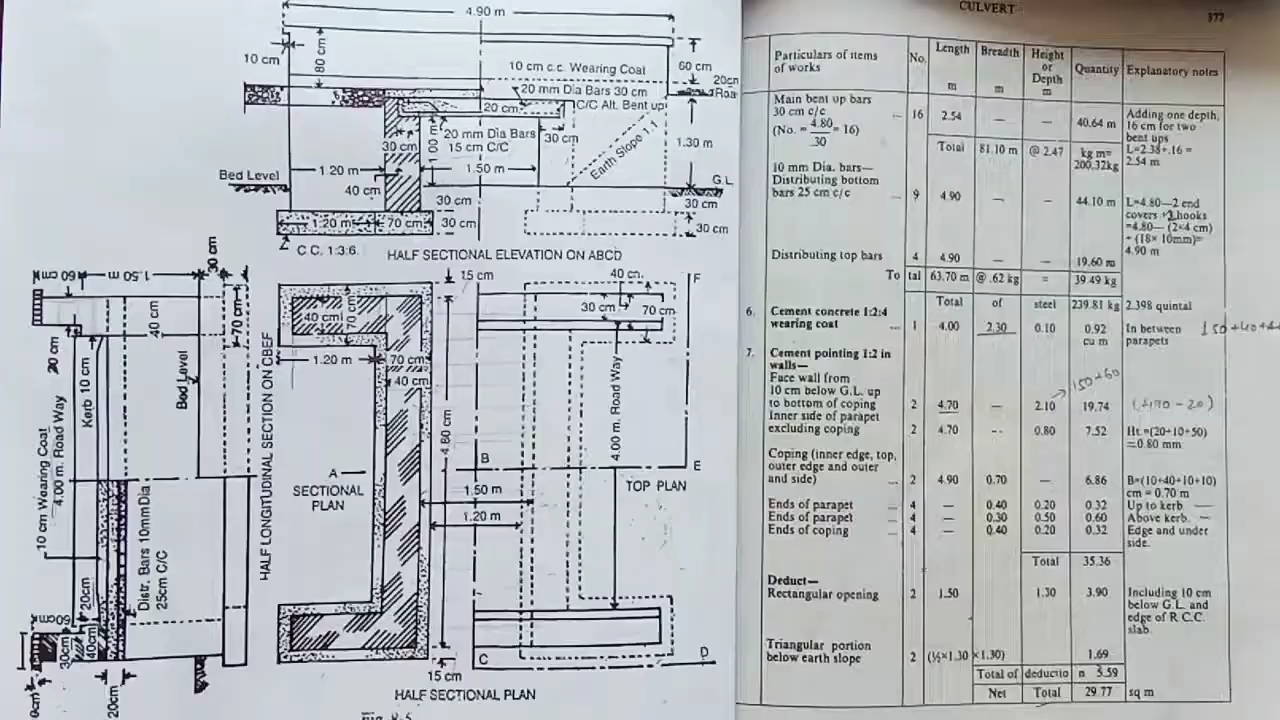 4.90 m
10 cm
80 cm
10 cm c.c. Wearing Coat
60 cm
20 mm Dia Bars 30 cm
C/C Alt. Bent up
20 cm
20 mm Dia Bars
15 cm C/C
30 cm
30 cm
Earth Slope 1:1
1.30 m
1.20 m
1.50 m
Bed Level
40 cm
G.L
30 cm
30 cm
1.20 m
70 cm
30 cm
30 cm
C.C. 1:3:6.
HALF SECTIONAL ELEVATION ON ABCD
60 cm
1.50 m
30 cm
40 cm
70 cm
20 cm
Kerb 10 cm
Bed Level
10 cm Wearing Coat
4.00 m. Road Way
HALF LONGITUDINAL SECTION ON CBEF
Distr. Bars 10mmDia
25cm C/C
20cm
60cm
30cm
40cm
20cm
15 cm
40 cm
70 cm
1.20 m
70 cm
40 cm
4.80 cm
A
SECTIONAL
PLAN
15 cm
HALF SECTIONAL PLAN
40 cm.
F
30 cm
70 cm
4.00 m. Road Way
B
E
TOP PLAN
1.50 m
1.20 m
C
D
CULVERT
377
Particulars of items of works No. Length m Breadth m Height or Depth m Quantity Explanatory notes
Main bent up bars
30 cm c/c ... 16 2.54 — — 40.64 m Adding one depth, 16 cm for two bent ups
(No. = 4.80/30 = 16)
Total 81.10 m @ 2.47 kg m= 200.32kg L=2.38+.16= 2.54 m
10 mm Dia. bars—
Distributing bottom
bars 25 cm c/c ... 9 4.90 — — 44.10 m L=4.80—2 end
covers + 2 hooks
=4.80— (2×4 cm)
+ (18× 10mm)=
4.90 m
Distributing top bars 4 4.90 — — 19.60 m
Total 63.70 m @ .62 kg = 39.49 kg
Total of steel 239.81 kg 2.398 quintal
6. Cement concrete 1:2:4
wearing coat ... 1 4.00 2.30 0.10 0.92 cu m In between parapets
7. Cement pointing 1:2 in
walls—
Face wall from
10 cm below G.L. up
to bottom of coping 2 4.70 — 2.10 19.74
150+60
(490-20)
Inner side of parapet
excluding coping 2 4.70 -- 0.80 7.52 Ht.=(20+10+50)
=0.80 mm
Coping (inner edge, top,
outer edge and outer
and side) ... 2 4.90 0.70 — 6.86 B=(10+40+10+10)
cm = 0.70 m
Ends of parapet ... 4 — 0.40 0.20 0.32 Up to kerb —
Ends of parapet ... 4 — 0.30 0.50 0.60 Above kerb. —
Ends of coping ... 4 — 0.40 0.20 0.32 Edge and under
side.
Total 35.36
Deduct—
Rectangular opening 2 1.50 1.30 3.90 Including 10 cm
below G.L. and
edge of R.C.C.
slab.
Triangular portion
below earth slope 2 (½×1.30 ×1.30) 1.69
Total of deductio n 5.59
Net Total 29.77 sq m